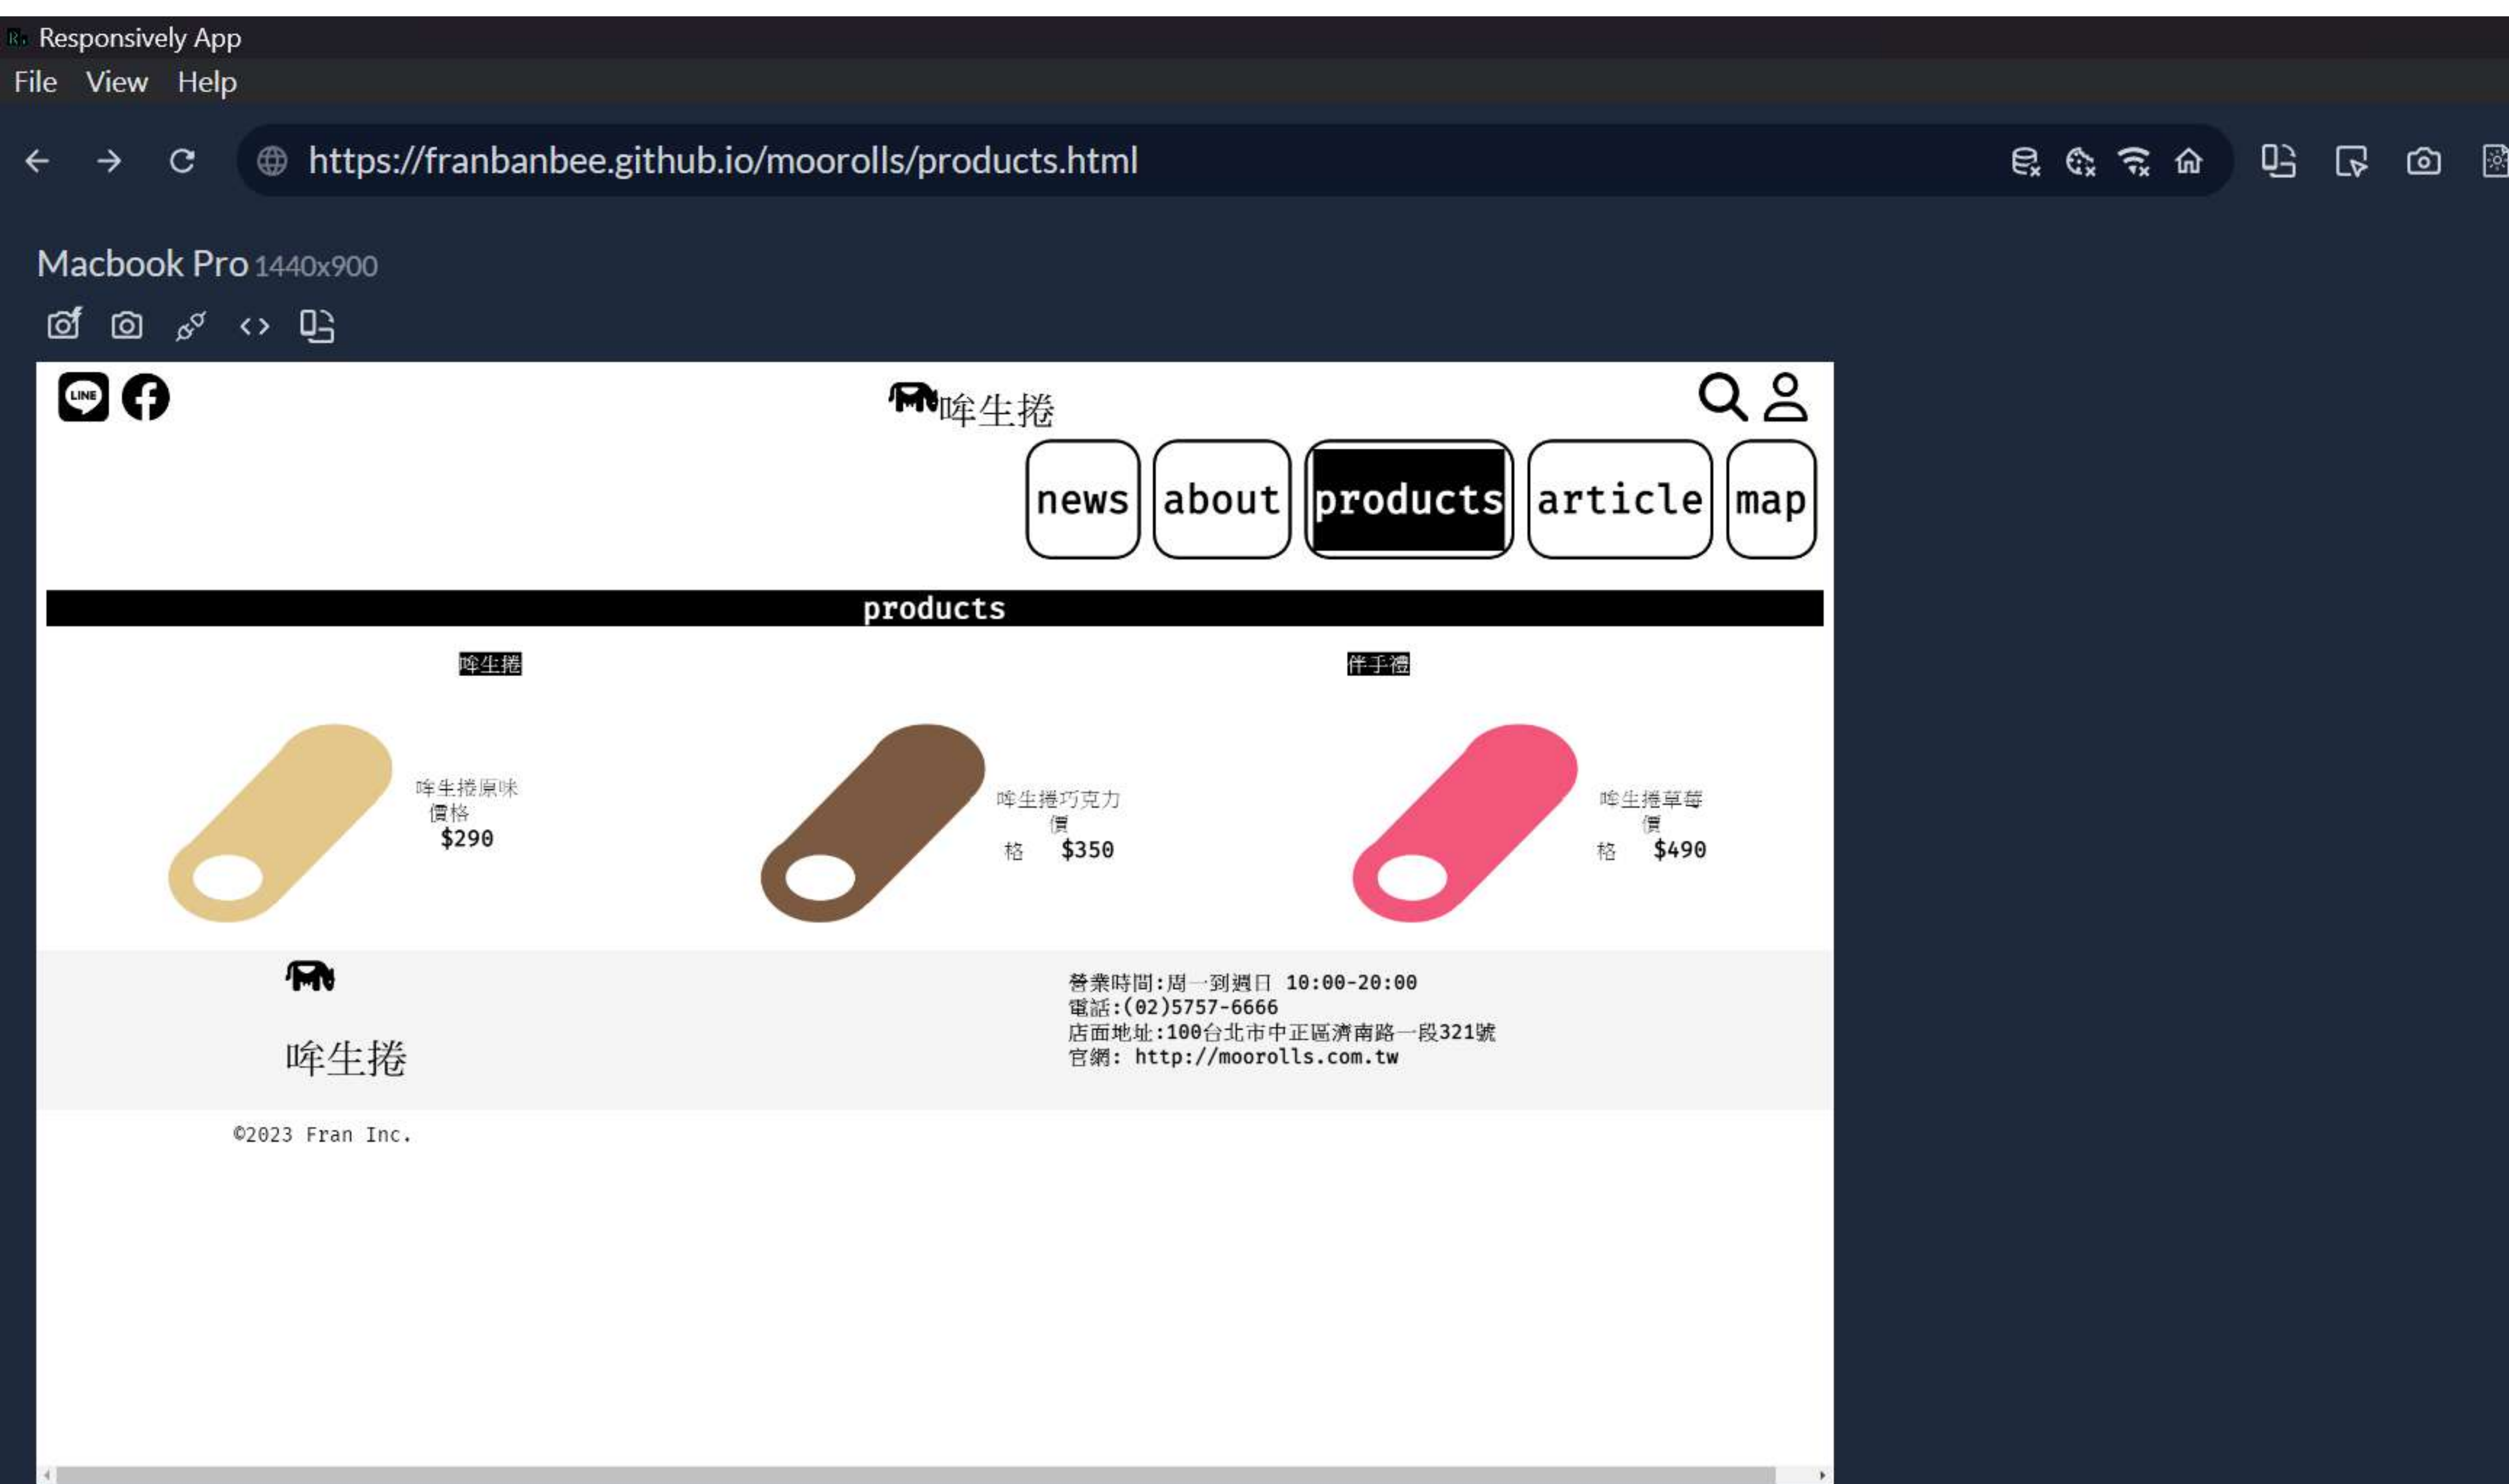 Responsively App
File View Help
https://franbanbee.github.io/moorolls/products.html
Macbook Pro 1440x900
LINE
哞生捲
news about products article map
products
哞生捲 伴手禮
哞生捲原味
價格
$290
哞生捲巧克力
價
格 $350
哞生捲草莓
價
格 $490
哞生捲
營業時間:周一到週日 10:00-20:00
電話:(02)5757-6666
店面地址:100台北市中正區濟南路一段321號
官網: http://moorolls.com.tw
©2023 Fran Inc.